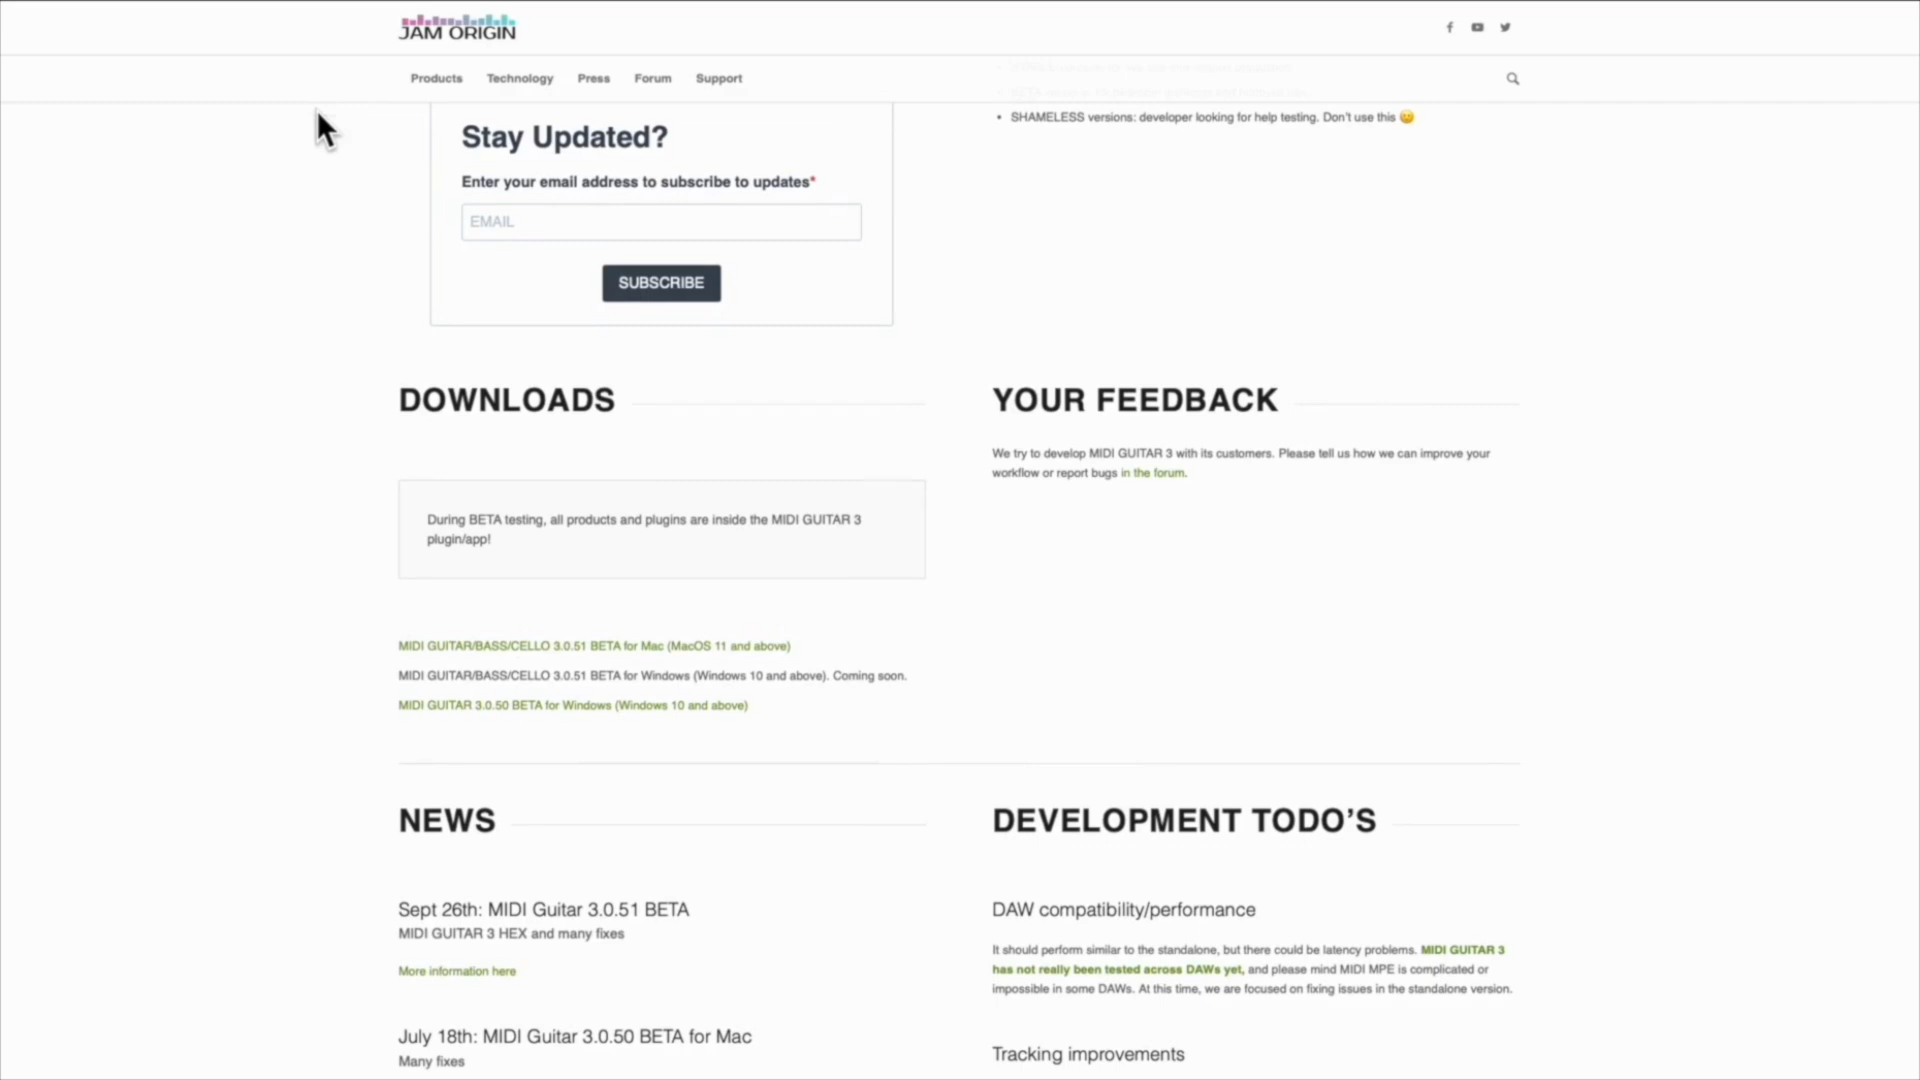 JAM ORIGIN
Products Technology Press Forum Support
• SHAMELESS versions: developer looking for help testing. Don't use this 🙂
Stay Updated?
Enter your email address to subscribe to updates*
EMAIL
SUBSCRIBE
DOWNLOADS
During BETA testing, all products and plugins are inside the MIDI GUITAR 3
plugin/app!
MIDI GUITAR/BASS/CELLO 3.0.51 BETA for Mac (MacOS 11 and above)
MIDI GUITAR/BASS/CELLO 3.0.51 BETA for Windows (Windows 10 and above). Coming soon.
MIDI GUITAR 3.0.50 BETA for Windows (Windows 10 and above)
YOUR FEEDBACK
We try to develop MIDI GUITAR 3 with its customers. Please tell us how we can improve your
workflow or report bugs in the forum.
NEWS
Sept 26th: MIDI Guitar 3.0.51 BETA
MIDI GUITAR 3 HEX and many fixes
More information here
July 18th: MIDI Guitar 3.0.50 BETA for Mac
Many fixes
DEVELOPMENT TODO'S
DAW compatibility/performance
It should perform similar to the standalone, but there could be latency problems. MIDI GUITAR 3
has not really been tested across DAWs yet, and please mind MIDI MPE is complicated or
impossible in some DAWs. At this time, we are focused on fixing issues in the standalone version.
Tracking improvements